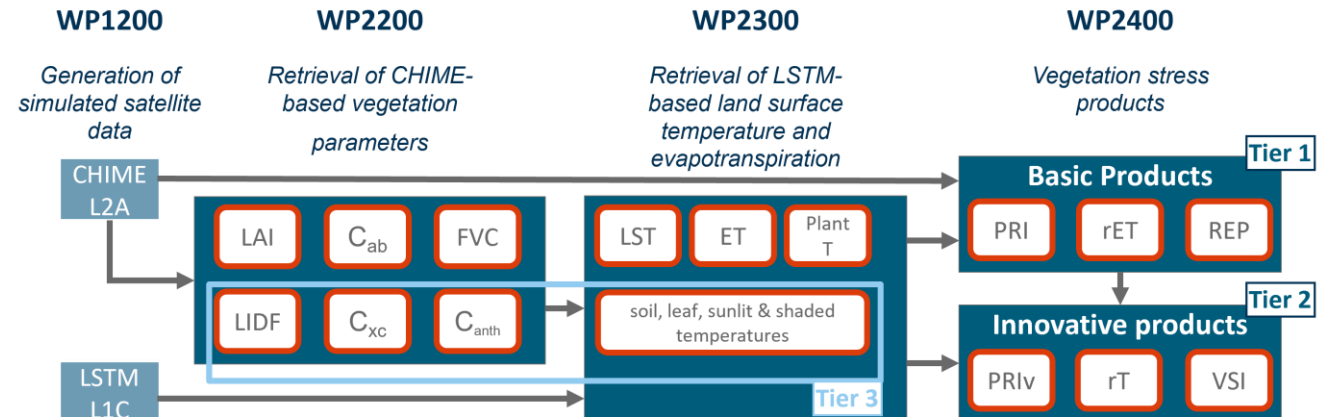 WP1200
WP2200
WP2300
WP2400
Generation of
simulated satellite
data
Retrieval of CHIME-
based vegetation
parameters
Retrieval of LSTM-
based land surface
temperature and
evapotranspiration
Vegetation stress
products
CHIME
L2A
LSTM
L1C
LAI
Cab
FVC
LIDF
Cxc
Canth
LST
ET
Plant
T
soil, leaf, sunlit & shaded
temperatures
Tier 3
Tier 1
Basic Products
PRI
rET
REP
Tier 2
Innovative products
PRIv
rT
VSI